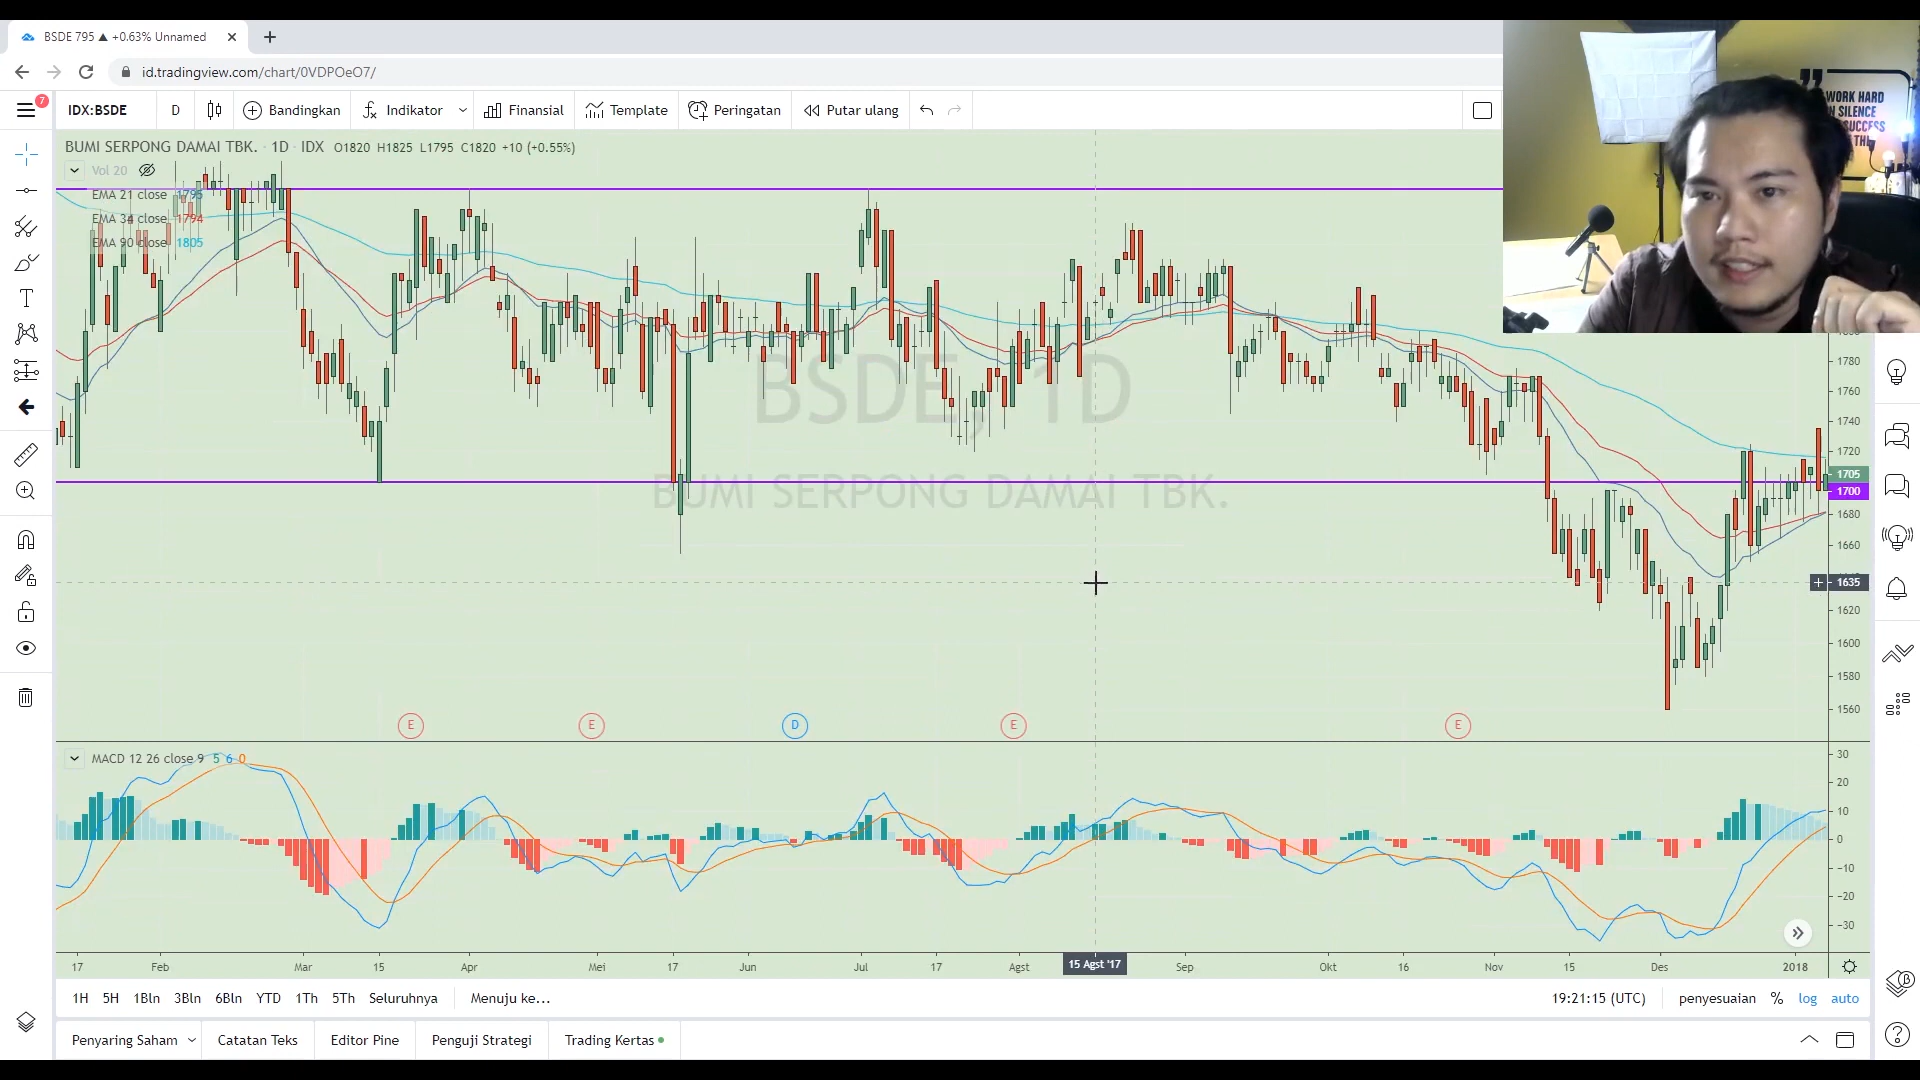 BSDE 795 ▲ +0.63% Unnamed
id.tradingview.com/chart/0VDPOeO7/
7
IDX:BSDE D Bandingkan Indikator Finansial Template Peringatan Putar ulang
BUMI SERPONG DAMAI TBK. · 1D · IDX O1820 H1825 L1795 C1820 +10 (+0.55%)
Vol 20
EMA 21 close 1795
EMA 34 close 1794
EMA 90 close 1805
WORK HARD
IN SILENCE
SUCCESS
BSDE, 1D
BUMI SERPONG DAMAI TBK.
1780
1760
1740
1720
1705
1700
1680
1660
1635
1620
1600
1580
1560
E E D E E
MACD 12 26 close 9 5 6 0
30
20
10
0
−10
−20
−30
17 Feb Mar 15 Apr Mei 17 Jun Jul 17 Agst 15 Agst '17 Sep Okt 16 Nov 15 Des 2018
1H 5H 1Bln 3Bln 6Bln YTD 1Th 5Th Seluruhnya Menuju ke... 19:21:15 (UTC) penyesuaian % log auto
Penyaring Saham Catatan Teks Editor Pine Penguji Strategi Trading Kertas